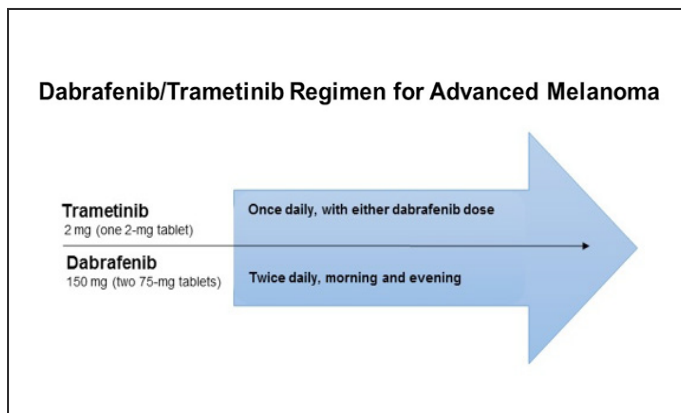 Dabrafenib/Trametinib Regimen for Advanced Melanoma
Trametinib
2 mg (one 2-mg tablet)
Once daily, with either dabrafenib dose
Dabrafenib
150 mg (two 75-mg tablets)
Twice daily, morning and evening